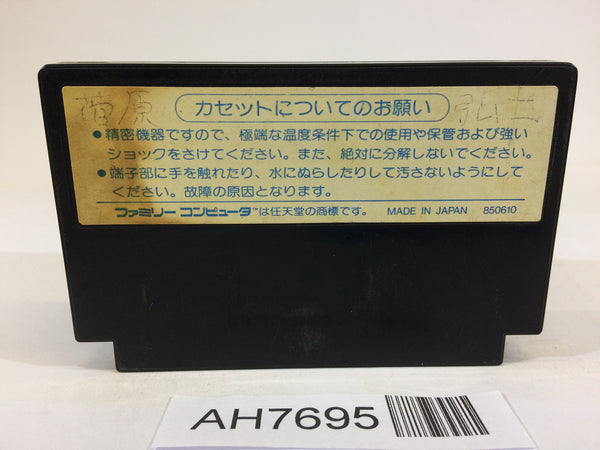 菅原 カセットについてのお願い 弘士
●精密機器ですので、極端な温度条件下での使用や保管および強い
ショックをさけてください。また、絶対に分解しないでください。
●端子部に手を触れたり、水にぬらしたりして汚さないようにして
ください。故障の原因となります。
ファミリーコンピュータ™は任天堂の商標です。 MADE IN JAPAN 850610
AH7695